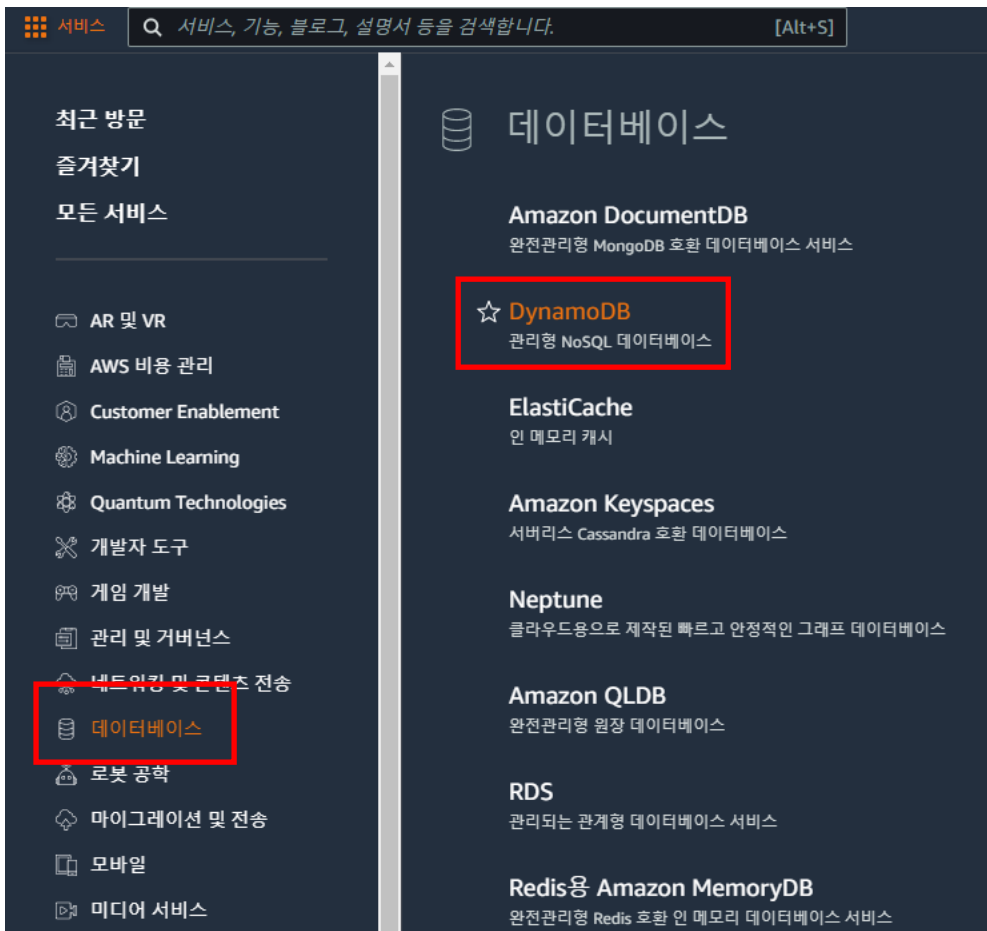 서비스
서비스, 기능, 블로그, 설명서 등을 검색합니다.
[Alt+S]
최근 방문
즐겨찾기
모든 서비스
AR 및 VR
AWS 비용 관리
Customer Enablement
Machine Learning
Quantum Technologies
개발자 도구
게임 개발
관리 및 거버넌스
네트워킹 및 콘텐츠 전송
데이터베이스
로봇 공학
마이그레이션 및 전송
모바일
미디어 서비스
데이터베이스
Amazon DocumentDB
완전관리형 MongoDB 호환 데이터베이스 서비스
DynamoDB
관리형 NoSQL 데이터베이스
ElastiCache
인 메모리 캐시
Amazon Keyspaces
서버리스 Cassandra 호환 데이터베이스
Neptune
클라우드용으로 제작된 빠르고 안정적인 그래프 데이터베이스
Amazon QLDB
완전관리형 원장 데이터베이스
RDS
관리되는 관계형 데이터베이스 서비스
Redis용 Amazon MemoryDB
완전관리형 Redis 호환 인 메모리 데이터베이스 서비스